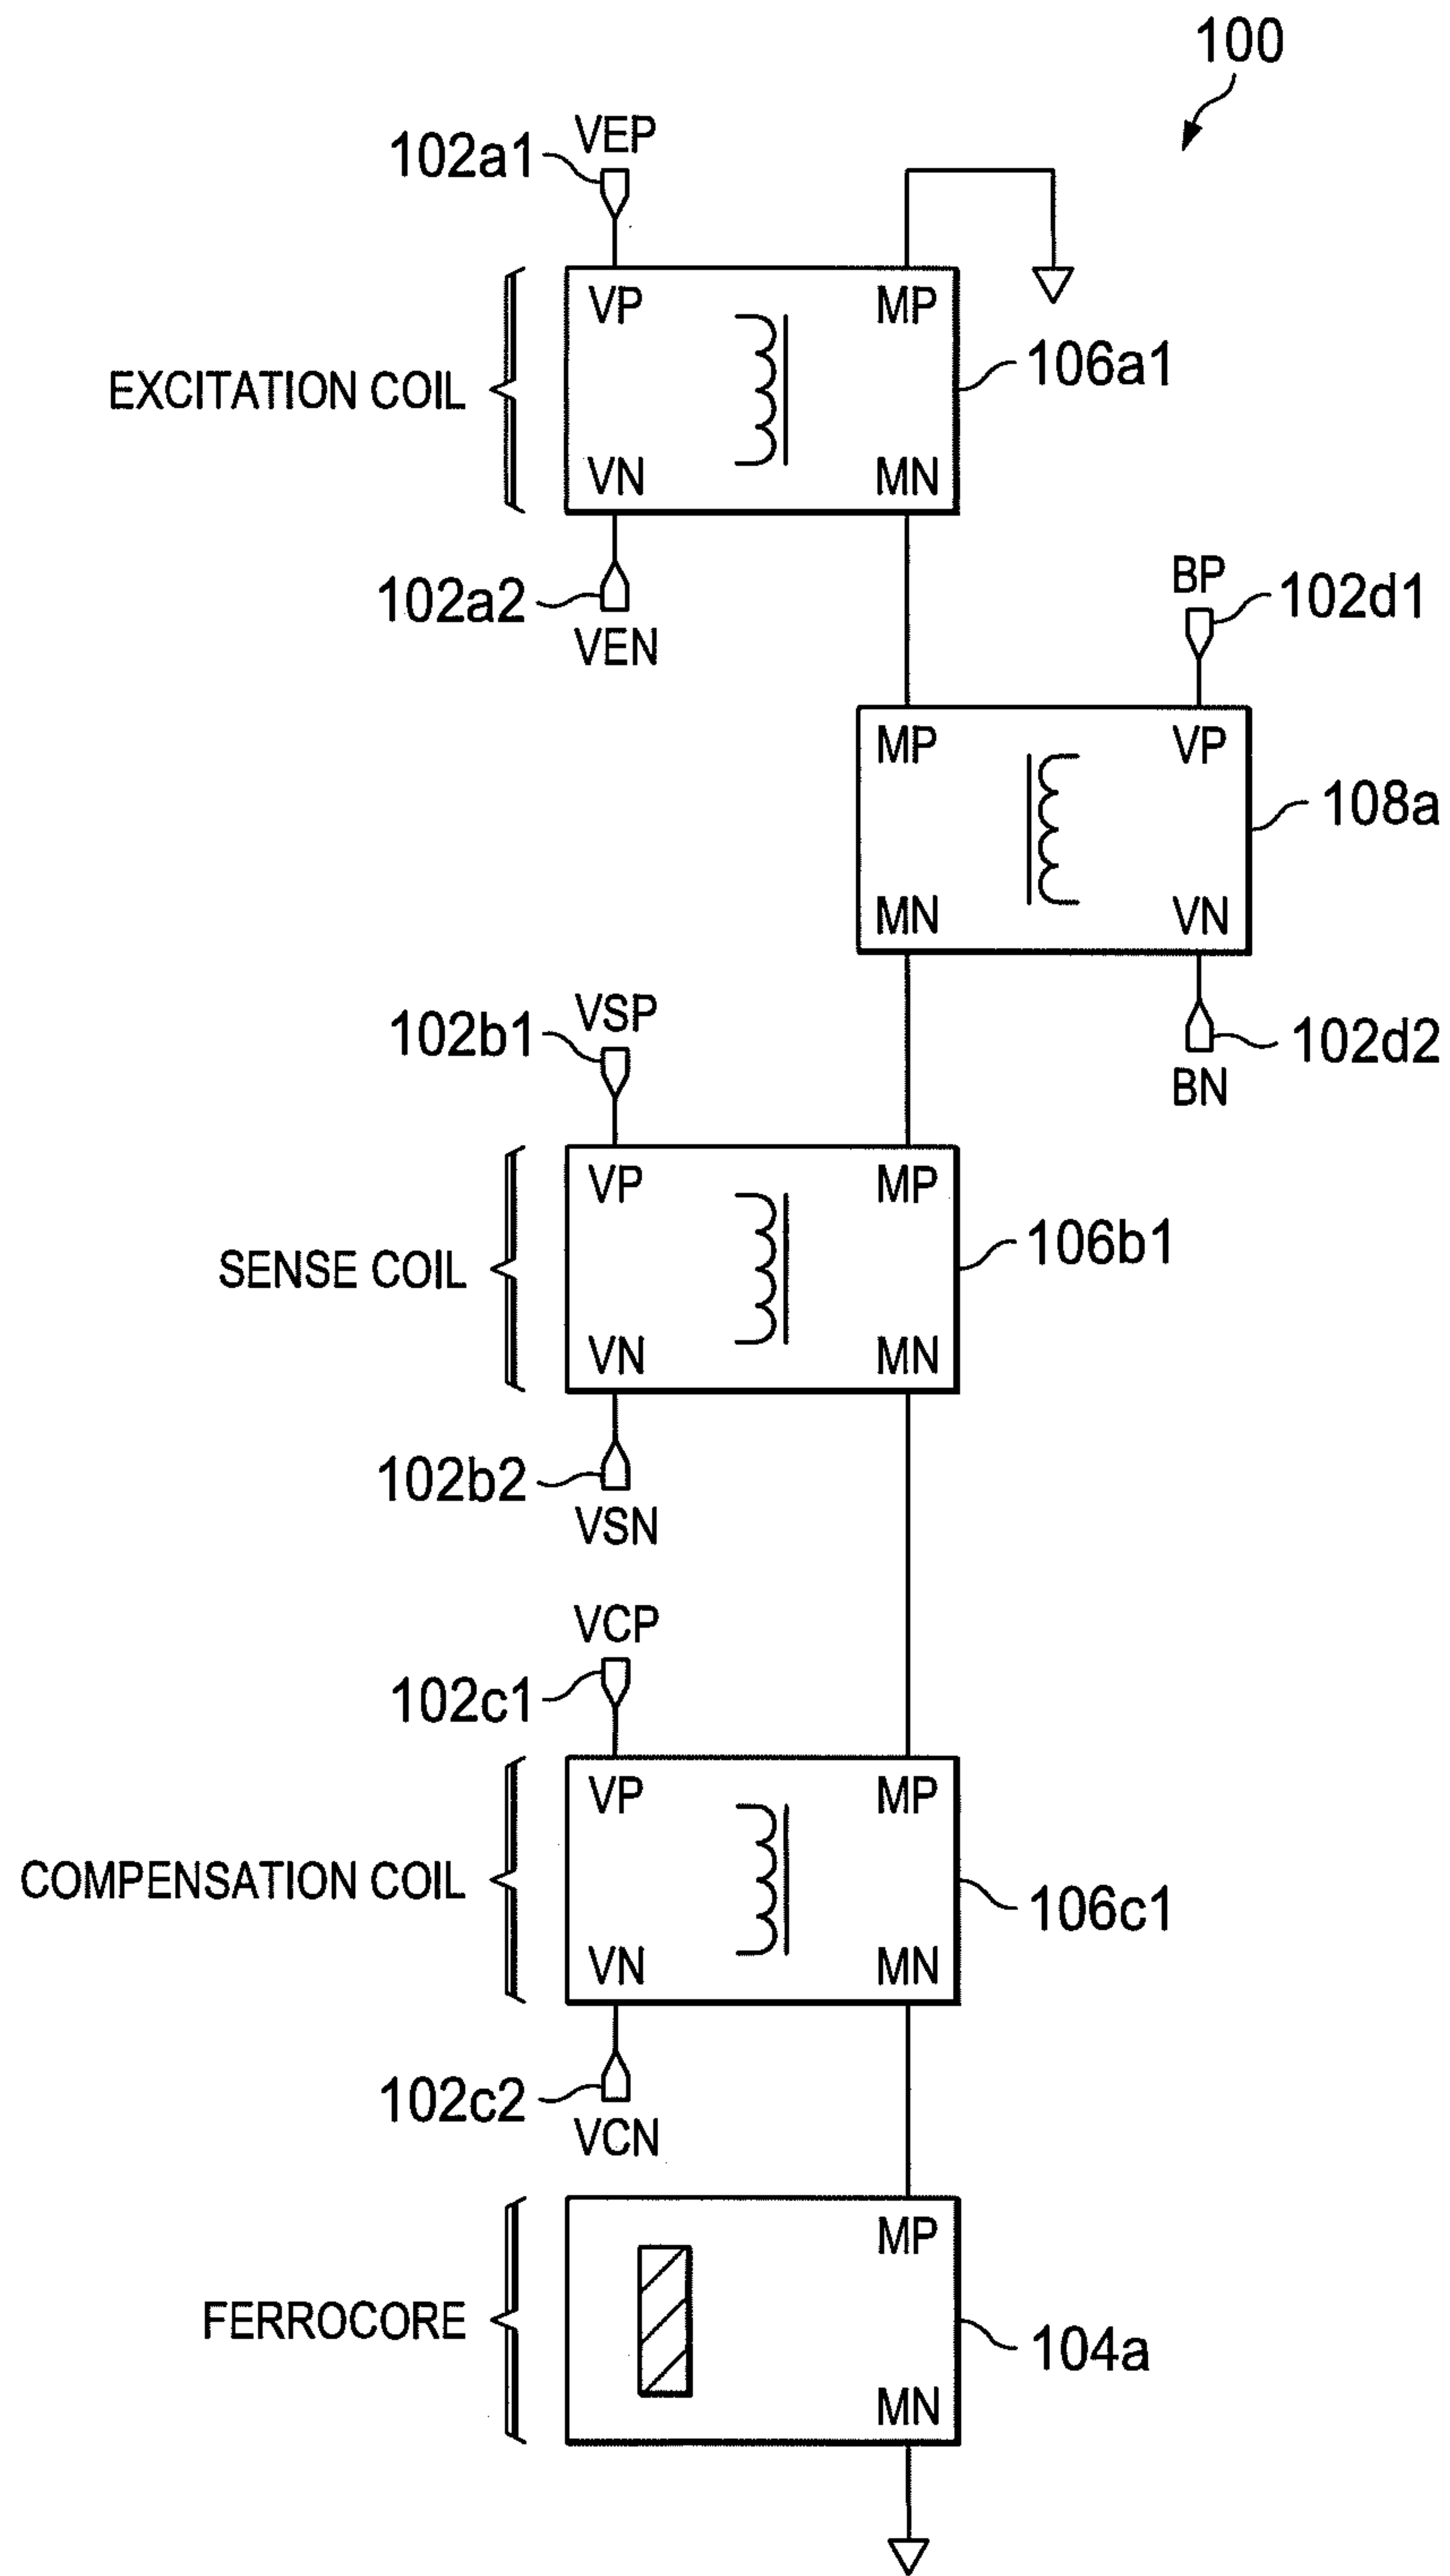 100
VEP
102a1
VP MP
106a1
EXCITATION COIL
VN MN
102a2
VEN
BP
102d1
MP VP
108a
MN VN
102d2
BN
VSP
102b1
VP MP
106b1
SENSE COIL
VN MN
102b2
VSN
VCP
102c1
VP MP
COMPENSATION COIL
106c1
VN MN
102c2
VCN
MP
FERROCORE
104a
MN